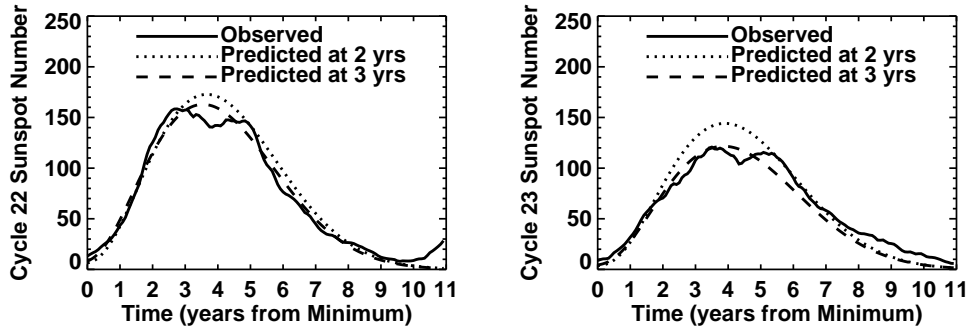 Cycle 22 Sunspot Number
250
200
150
100
50
0
Observed
Predicted at 2 yrs
Predicted at 3 yrs
0 1 2 3 4 5 6 7 8 9 10 11
Time (years from Minimum)
Cycle 23 Sunspot Number
250
200
150
100
50
0
Observed
Predicted at 2 yrs
Predicted at 3 yrs
0 1 2 3 4 5 6 7 8 9 10 11
Time (years from Minimum)